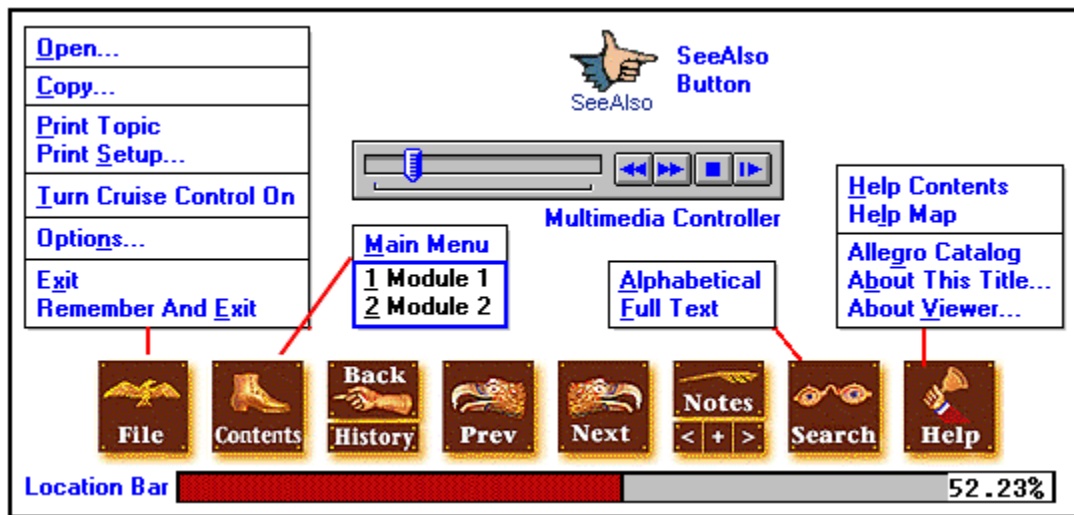 Open...
Copy...
Print Topic
Print Setup...
Turn Cruise Control On
Options...
Exit
Remember And Exit
SeeAlso
SeeAlso
Button
Multimedia Controller
Main Menu
1 Module 1
2 Module 2
Alphabetical
Full Text
Help Contents
Help Map
Allegro Catalog
About This Title...
About Viewer...
File
Contents
Back
History
Prev
Next
Notes
< + >
Search
Help
Location Bar
52.23%